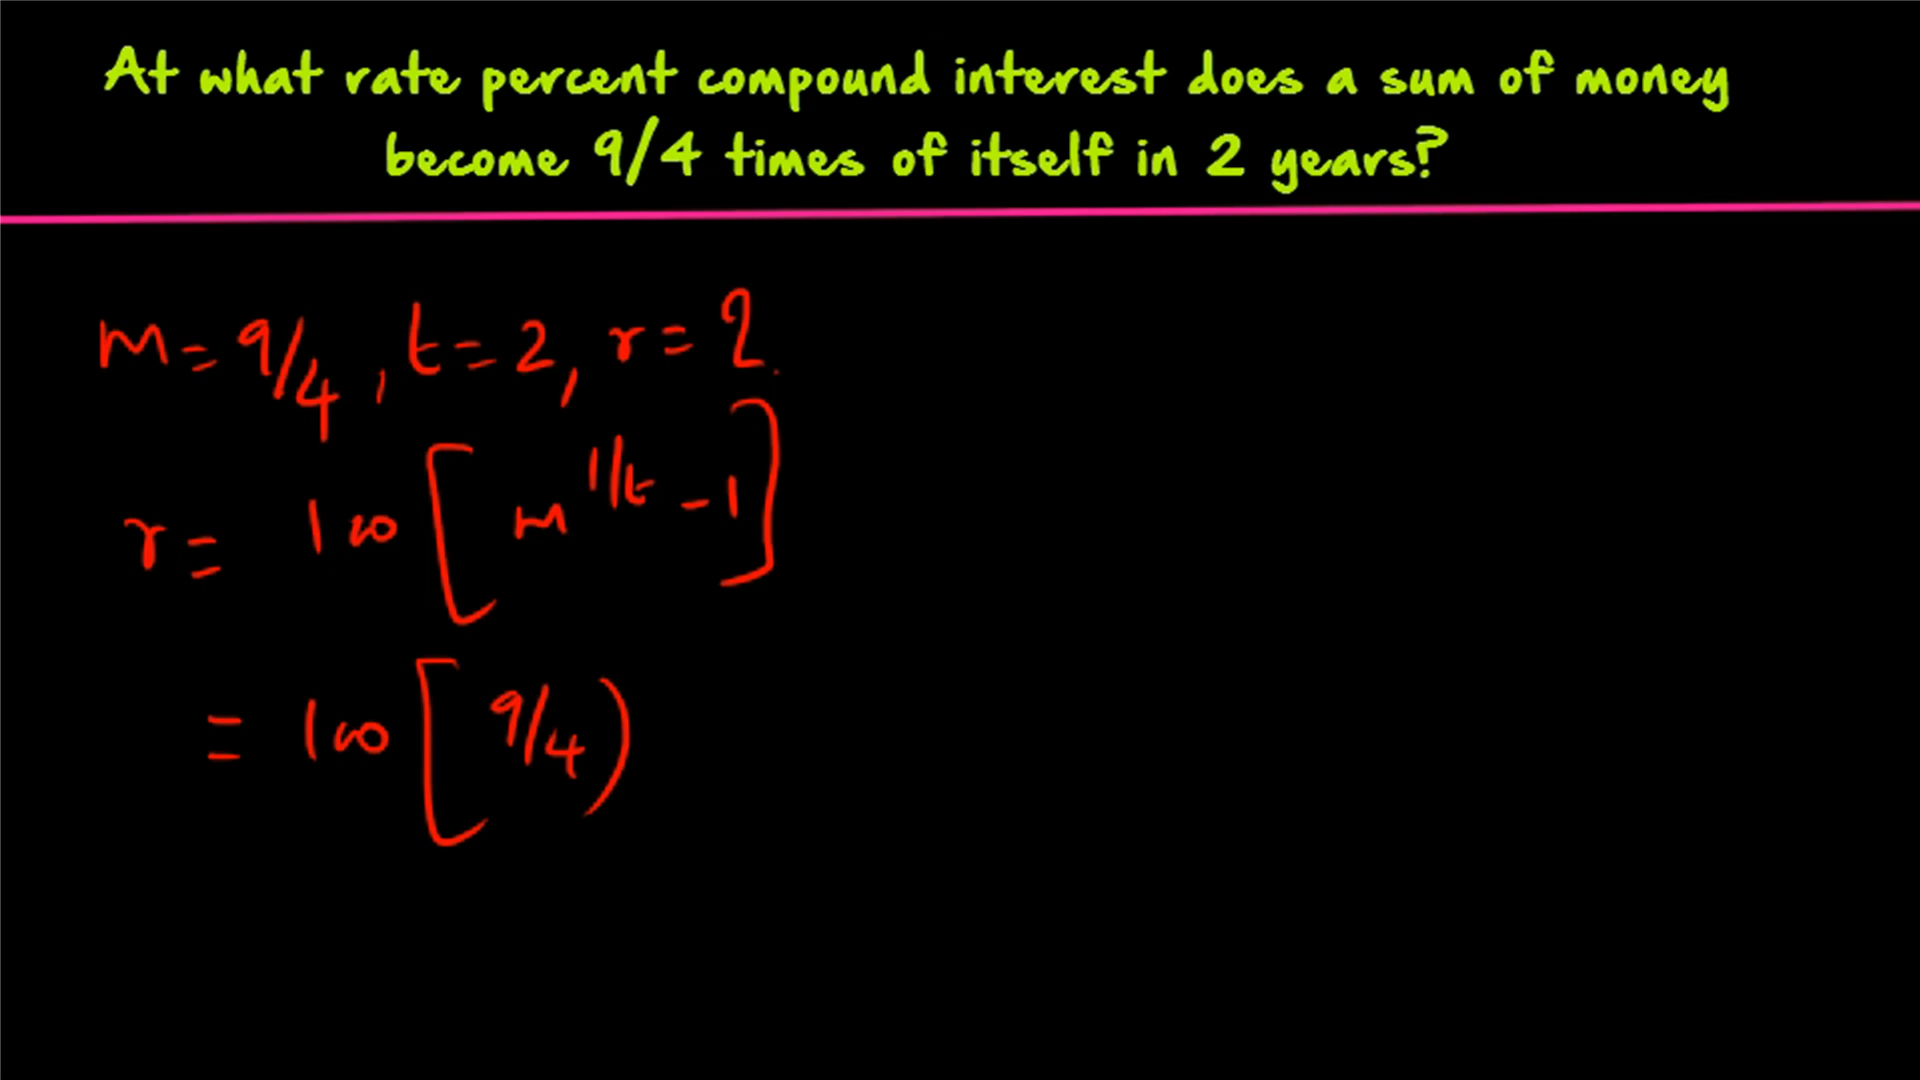 At what rate percent compound interest does a sum of money
become 9/4 times of itself in 2 years?
m = 9/4 , t = 2, r = ?
r = 100 [ m^1/t - 1 ]
= 100 [ 9/4 )